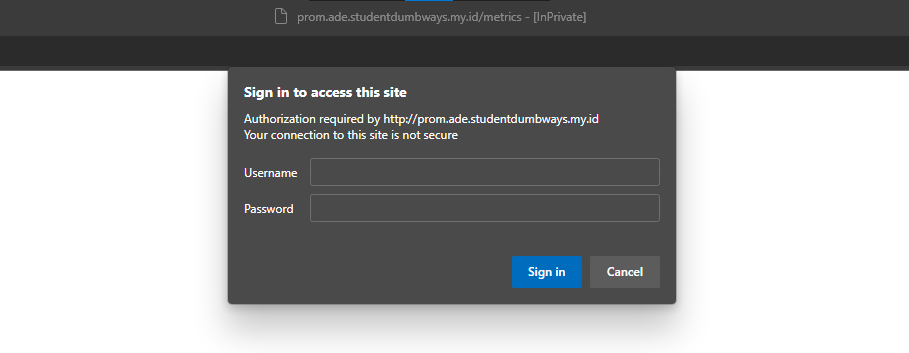 prom.ade.studentdumbways.my.id/metrics - [InPrivate]
Sign in to access this site
Authorization required by http://prom.ade.studentdumbways.my.id
Your connection to this site is not secure
Username
Password
Sign in
Cancel